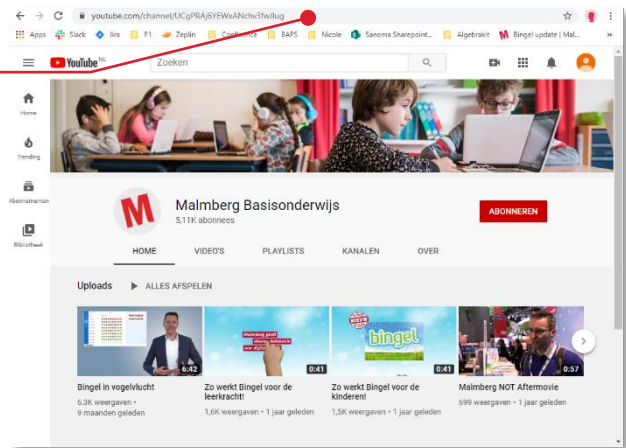 youtube.com/channel/UCgPRAj6YEWxANchv3fwJlug
Apps Slack Jira P1 Zeplin Confluence BAPS Nicole Sanoma Sharepoint... Algebrakit Bingel update | Mal...
YouTube NL
Zoeken
Home
Trending
Abonnementen
Bibliotheek
M
Malmberg Basisonderwijs
5,11K abonnees
ABONNEREN
HOME VIDEO'S PLAYLISTS KANALEN OVER
Uploads ALLES AFSPELEN
6:42
bingel
0:41
0:41
0:57
Bingel in vogelvlucht
6,3K weergaven •
9 maanden geleden
Zo werkt Bingel voor de
leerkracht!
1,6K weergaven • 1 jaar geleden
Zo werkt Bingel voor de
kinderen!
1,5K weergaven • 1 jaar geleden
Malmberg NOT Aftermovie
699 weergaven • 1 jaar geleden